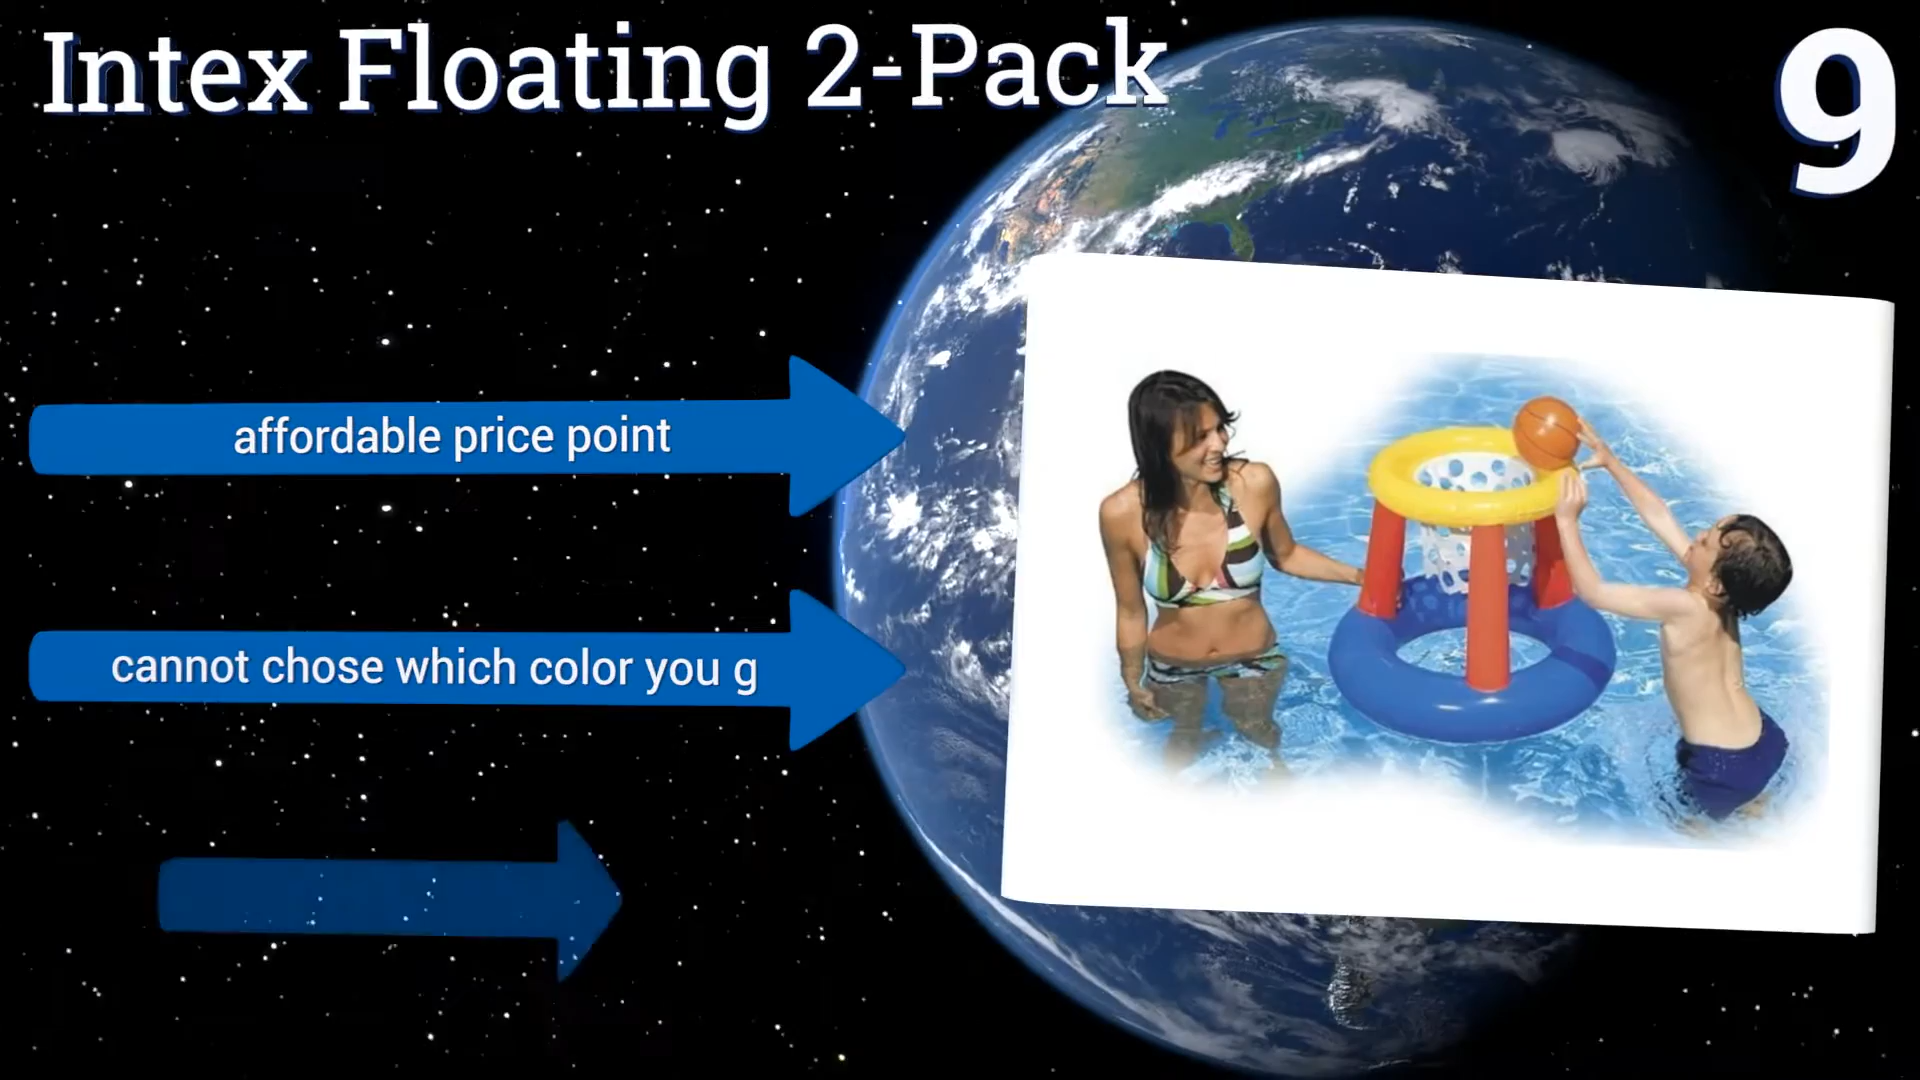 Intex Floating 2-Pack
9
affordable price point
cannot chose which color you g